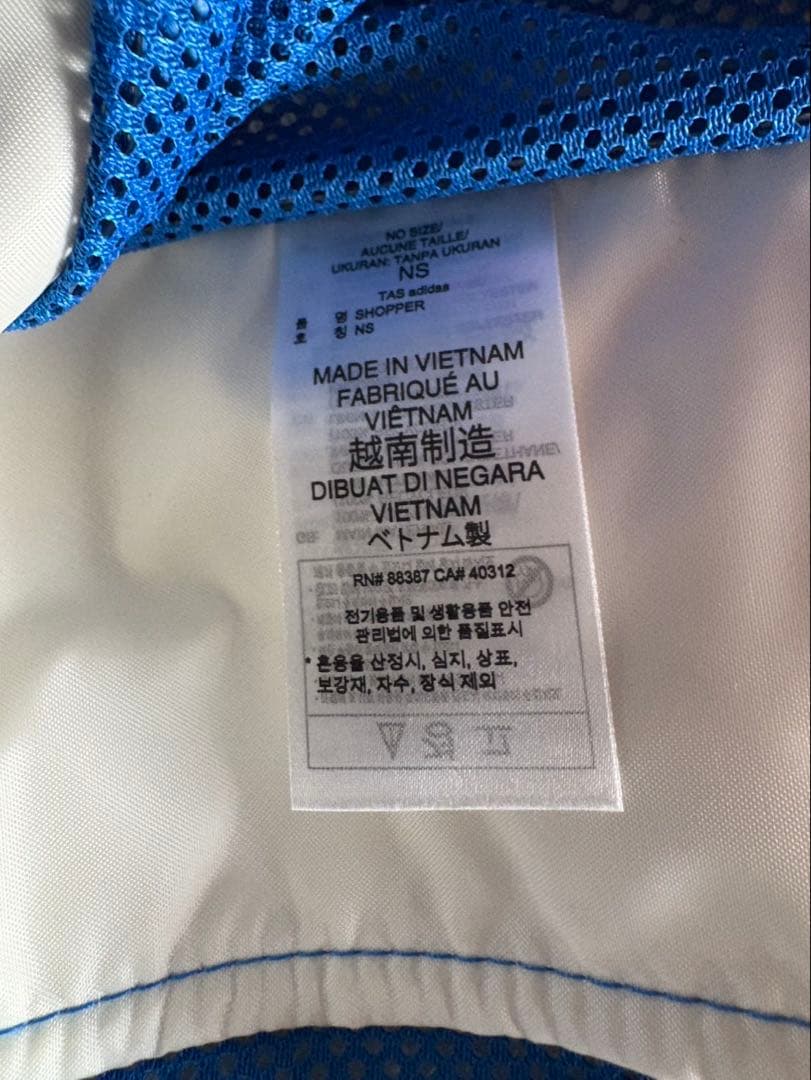 NO SIZE/
AUCUNE TAILLE/
UKURAN: TANPA UKURAN
NS
TAS adidas
품 명 SHOPPER
호 칭 NS
MADE IN VIETNAM
FABRIQUÉ AU
VIÊTNAM
越南制造
DIBUAT DI NEGARA
VIETNAM
ベトナム製
RN# 88387 CA# 40312
전기용품 및 생활용품 안전
관리법에 의한 품질표시
* 혼용율 산정시, 심지, 상표,
보강재, 자수, 장식 제외